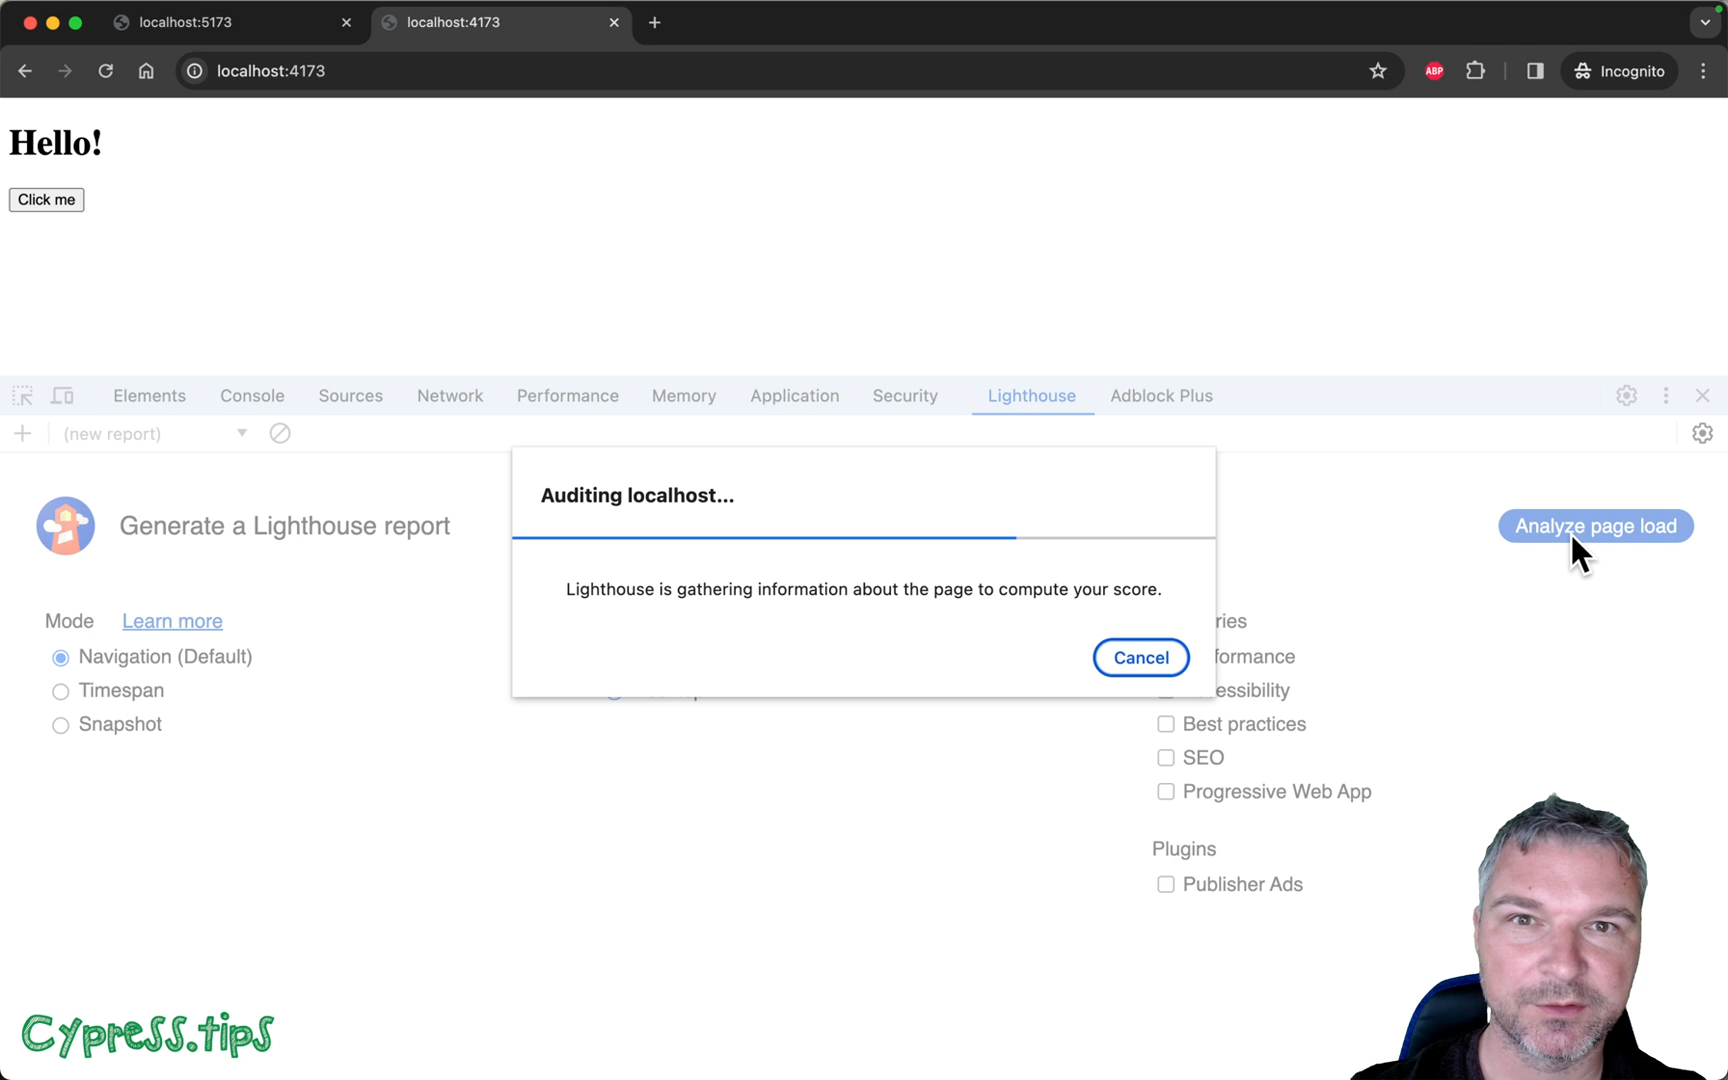 localhost:5173
localhost:4173
localhost:4173
ABP
Incognito
Hello!
Click me
Elements
Console
Sources
Network
Performance
Memory
Application
Security
Lighthouse
Adblock Plus
(new report)
Auditing localhost...
Generate a Lighthouse report
Analyze page load
Lighthouse is gathering information about the page to compute your score.
Mode
Learn more
ries
Cancel
Navigation (Default)
formance
Timespan
essibility
Snapshot
Best practices
SEO
Progressive Web App
Plugins
Publisher Ads
Cypress.tips